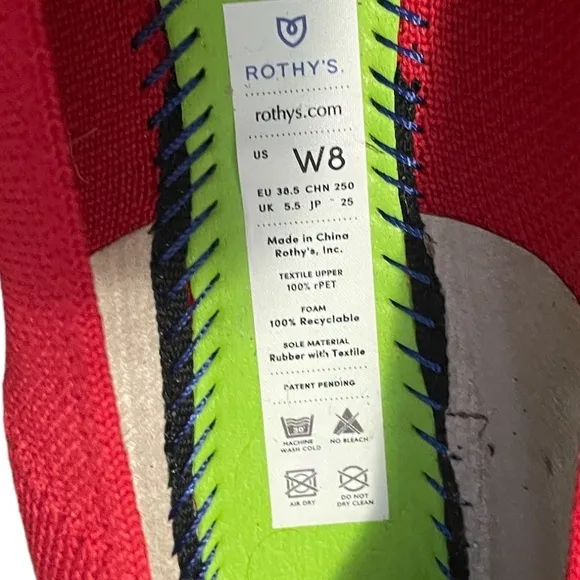 ROTHY'S.
rothys.com
US W8
EU 38.5 CHN 250
UK 5.5 JP 25
Made in China
Rothy's, Inc.
TEXTILE UPPER
100% rPET
FOAM
100% Recyclable
SOLE MATERIAL
Rubber with Textile
PATENT PENDING
30°
MACHINE WASH COLD
NO BLEACH
AIR DRY
DO NOT DRY CLEAN